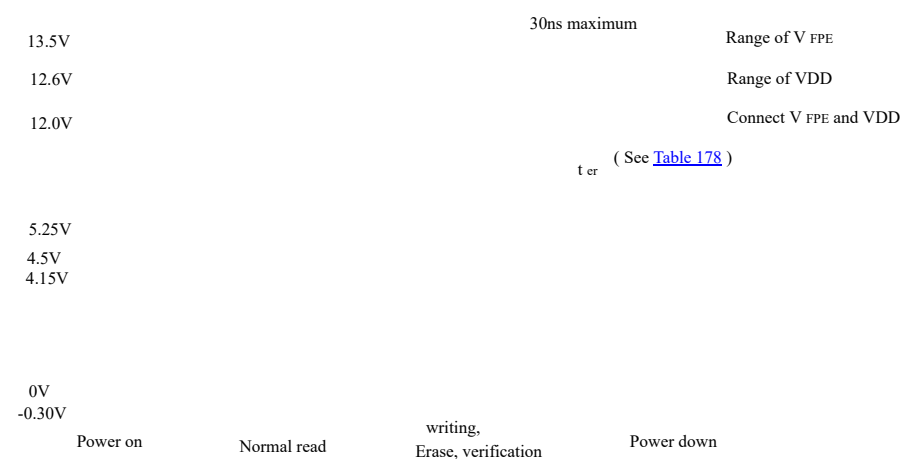 30ns maximum
13.5V
Range of V FPE
12.6V
Range of VDD
12.0V
Connect V FPE and VDD
( See Table 178 )
t er
5.25V
4.5V
4.15V
0V
-0.30V
writing,
Power on
Normal read
Erase, verification
Power down